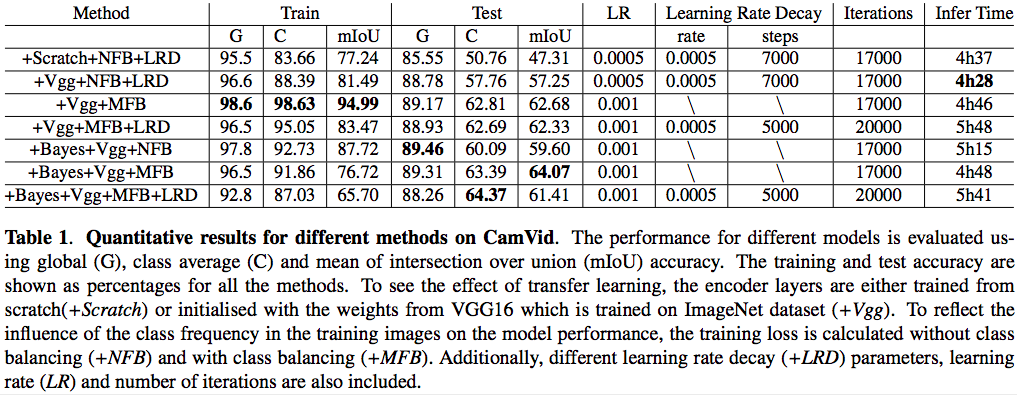 Method Train Test LR Learning Rate Decay Iterations Infer Time
G C mIoU G C mIoU rate steps
+Scratch+NFB+LRD 95.5 83.66 77.24 85.55 50.76 47.31 0.0005 0.0005 7000 17000 4h37
+Vgg+NFB+LRD 96.6 88.39 81.49 88.78 57.76 57.25 0.0005 0.0005 7000 17000 4h28
+Vgg+MFB 98.6 98.63 94.99 89.17 62.81 62.68 0.001 \ \ 17000 4h46
+Vgg+MFB+LRD 96.5 95.05 83.47 88.93 62.69 62.33 0.001 0.0005 5000 20000 5h48
+Bayes+Vgg+NFB 97.8 92.73 87.72 89.46 60.09 59.60 0.001 \ \ 17000 5h15
+Bayes+Vgg+MFB 96.5 91.86 76.72 89.31 63.39 64.07 0.001 \ \ 17000 4h48
+Bayes+Vgg+MFB+LRD 92.8 87.03 65.70 88.26 64.37 61.41 0.001 0.0005 5000 20000 5h41
Table 1. Quantitative results for different methods on CamVid. The performance for different models is evaluated us-
ing global (G), class average (C) and mean of intersection over union (mIoU) accuracy. The training and test accuracy are
shown as percentages for all the methods. To see the effect of transfer learning, the encoder layers are either trained from
scratch(+Scratch) or initialised with the weights from VGG16 which is trained on ImageNet dataset (+Vgg). To reflect the
influence of the class frequency in the training images on the model performance, the training loss is calculated without class
balancing (+NFB) and with class balancing (+MFB). Additionally, different learning rate decay (+LRD) parameters, learning
rate (LR) and number of iterations are also included.